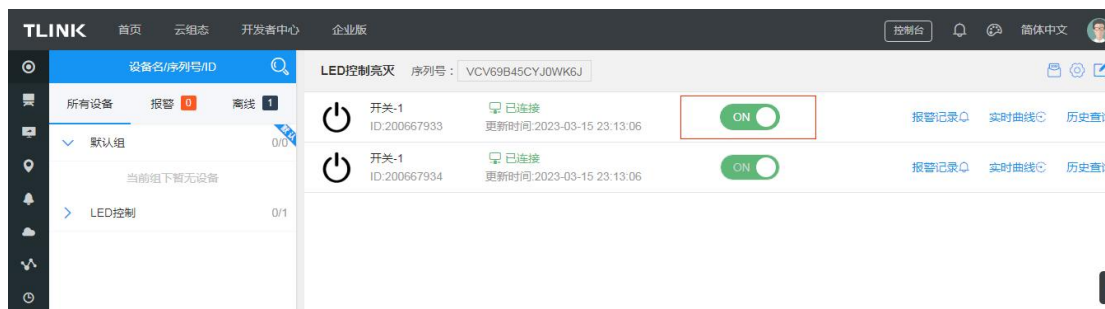 TLINK 首页 云组态 开发者中心 企业版 控制台 简体中文
设备名/序列号/ID
LED控制亮灭 序列号： VCV69B45CYJ0WK6J
所有设备 报警 0 离线 1
开关-1 已连接 ON 报警记录 实时曲线
ID:200667933 更新时间:2023-03-15 23:13:06 历史查
默认组 0/0
当前组下暂无设备
开关-1 已连接 ON 报警记录 实时曲线
ID:200667934 更新时间:2023-03-15 23:13:06 历史查
LED控制 0/1